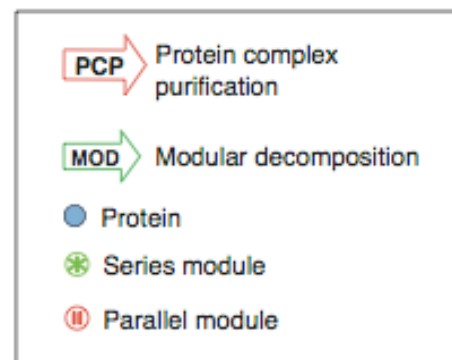 PCP Protein complex
purification
MOD Modular decomposition
Protein
Series module
Parallel module